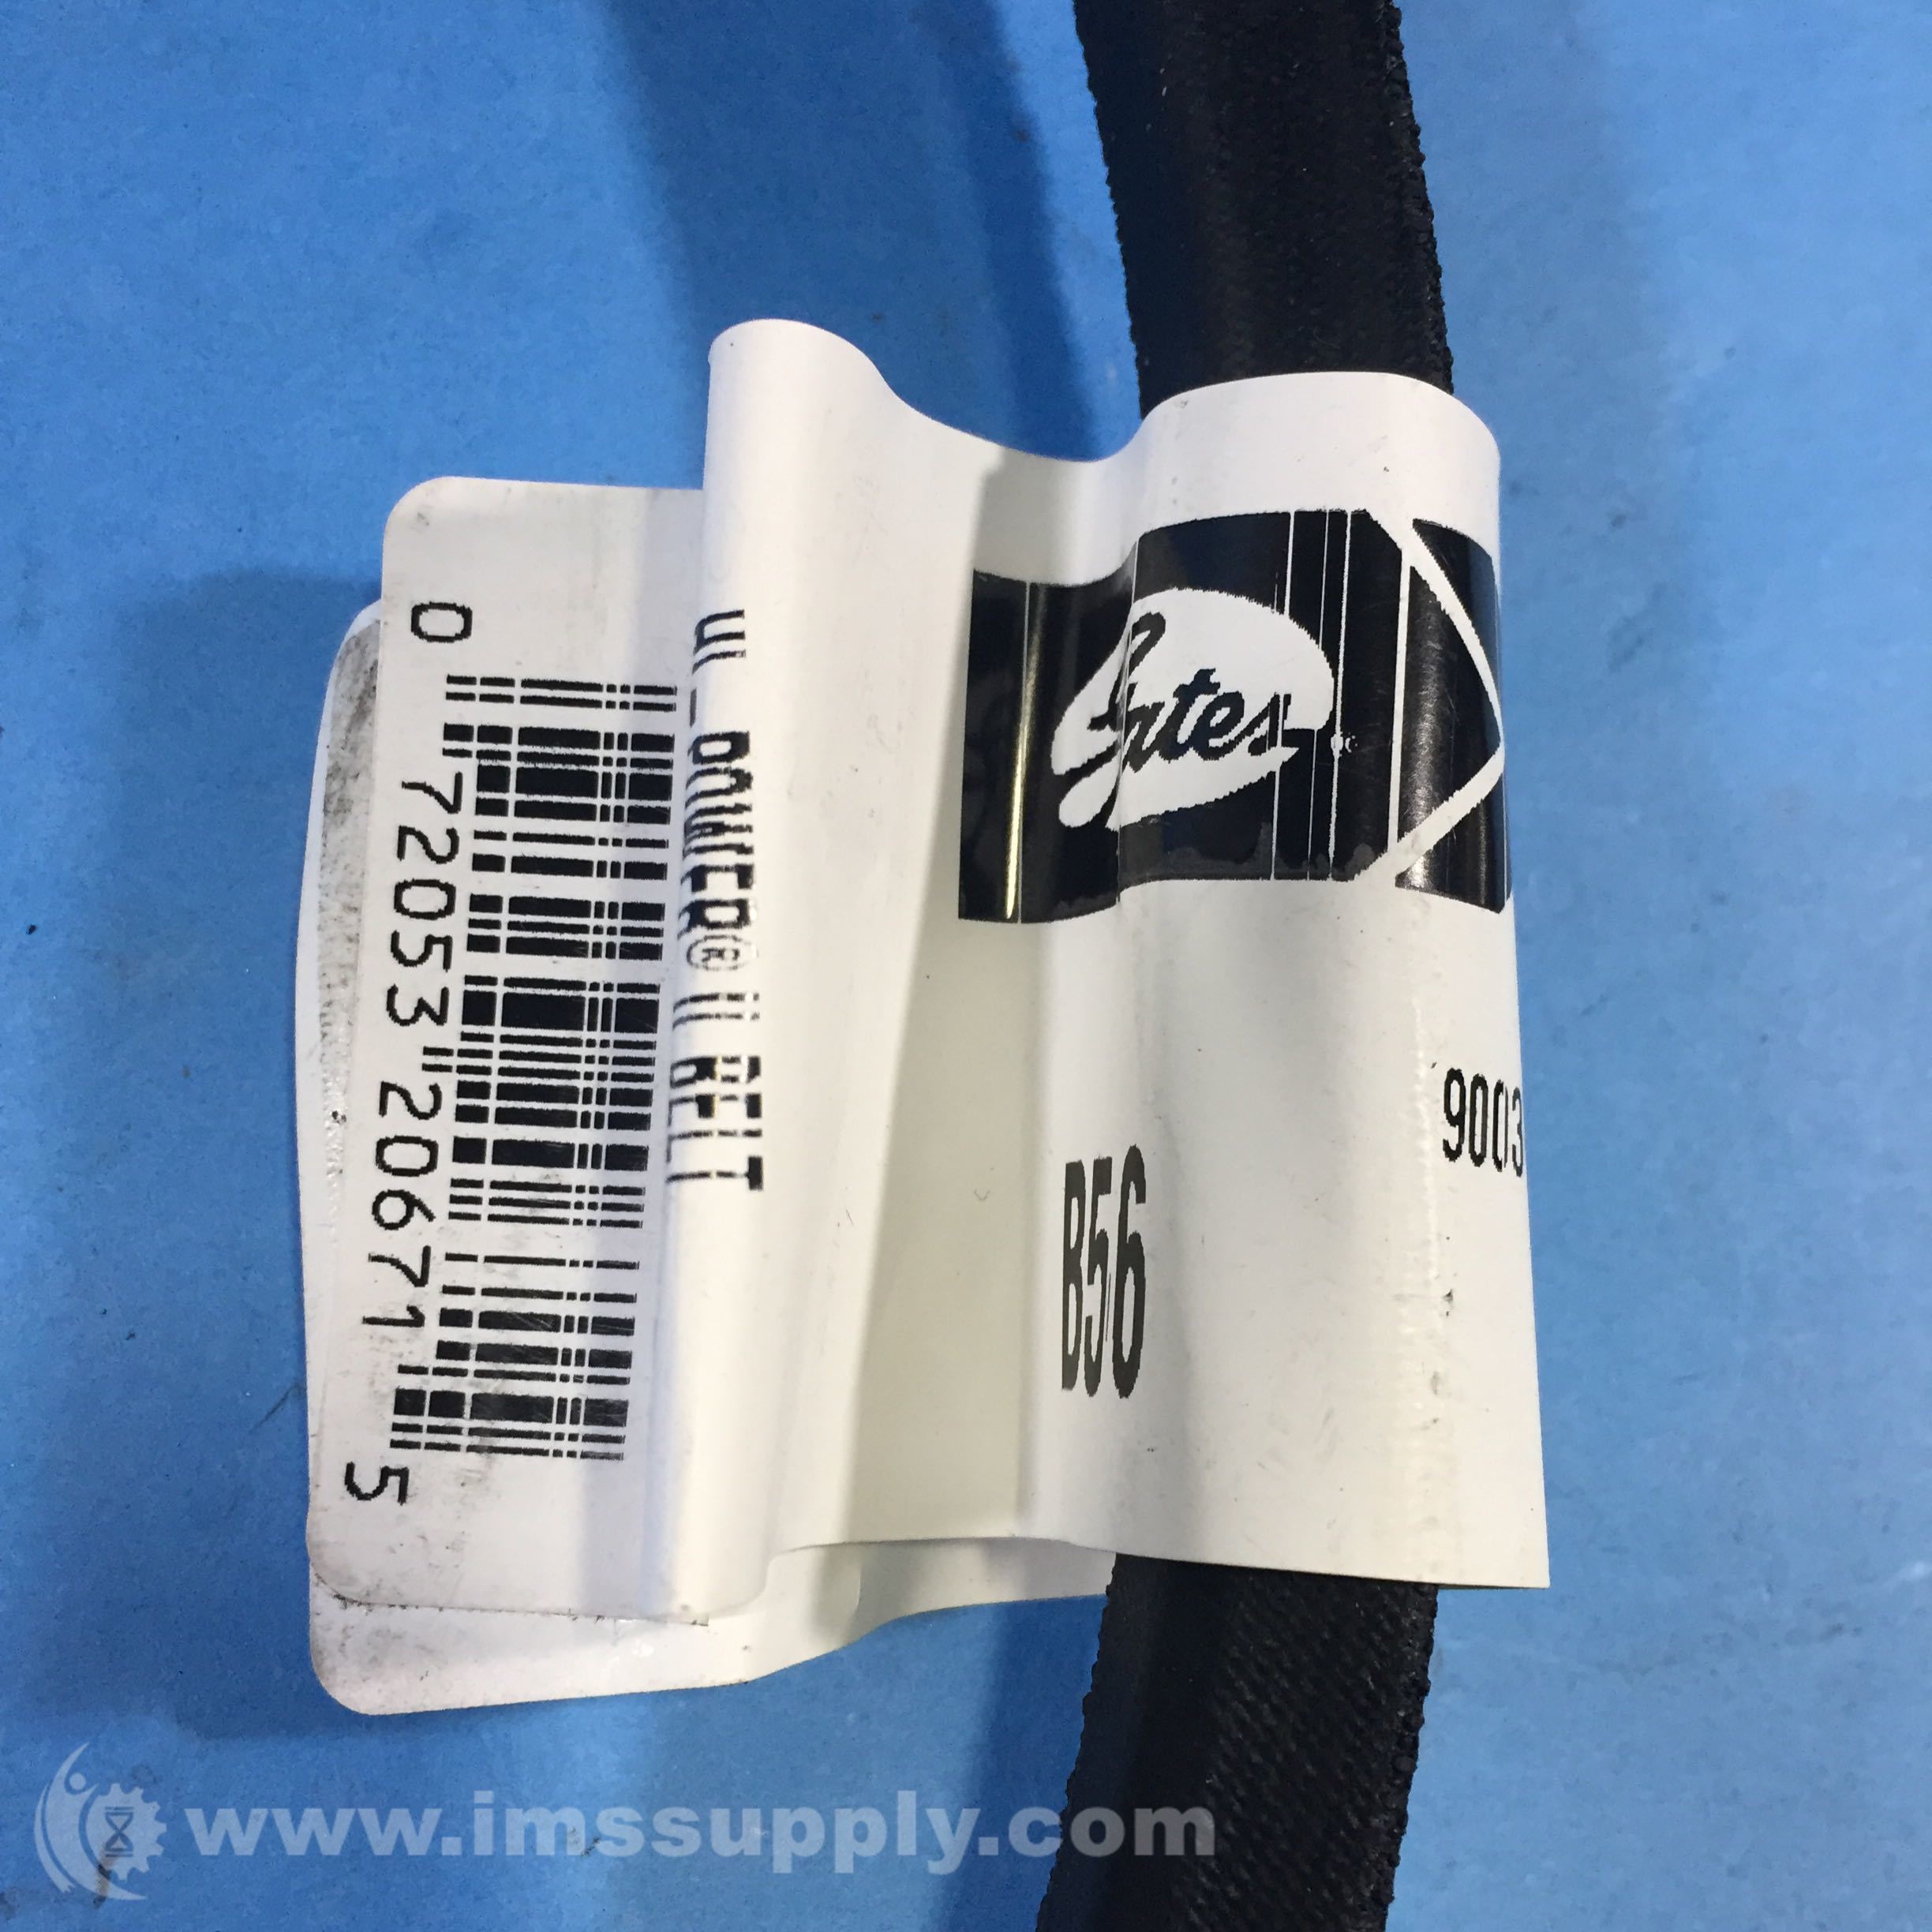 Gates
9003
B56
HI-POWER® II BELT
0 72053 20671 5
www.imssupply.com